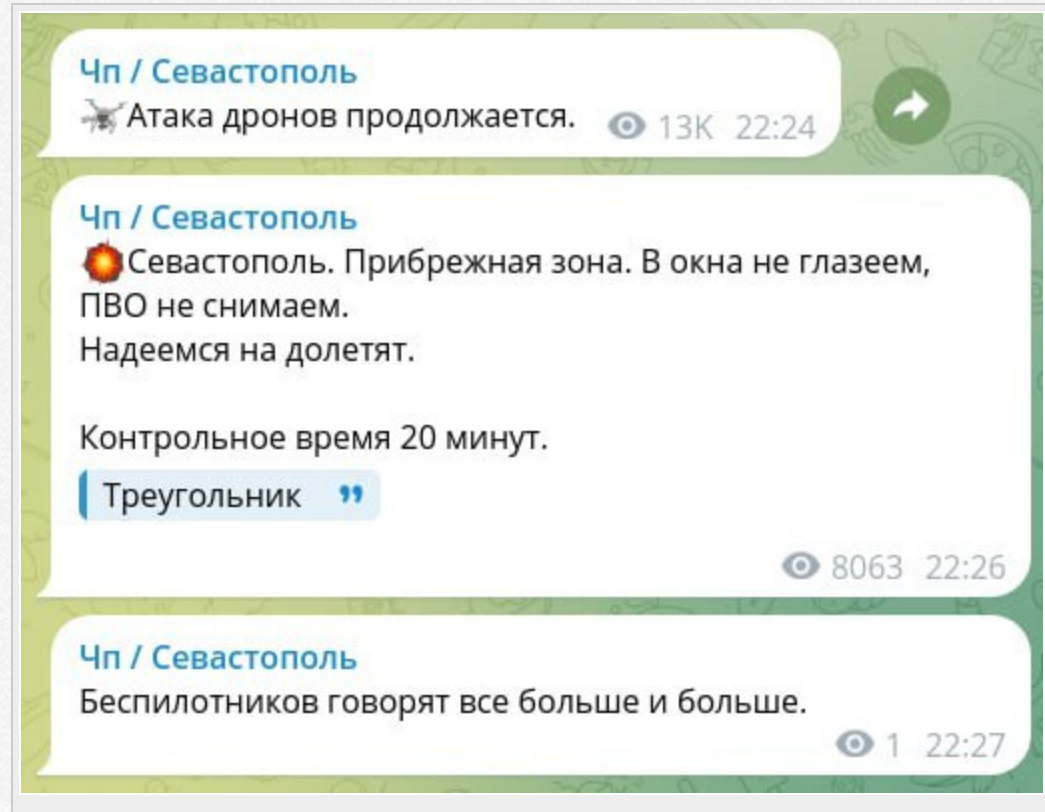 Чп / Севастополь
Атака дронов продолжается. 13K 22:24
Чп / Севастополь
Севастополь. Прибрежная зона. В окна не глазеем,
ПВО не снимаем.
Надеемся на долетят.
Контрольное время 20 минут.
Треугольник
8063 22:26
Чп / Севастополь
Беспилотников говорят все больше и больше.
1 22:27